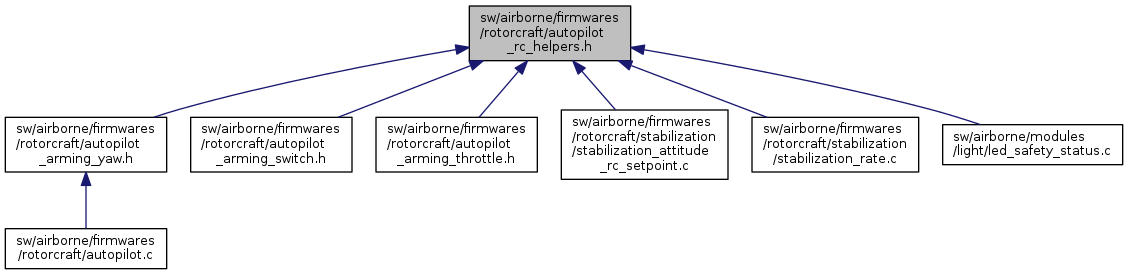 sw/airborne/firmwares
/rotorcraft/autopilot
_rc_helpers.h
sw/airborne/firmwares
/rotorcraft/autopilot
_arming_yaw.h
sw/airborne/firmwares
/rotorcraft/autopilot
_arming_switch.h
sw/airborne/firmwares
/rotorcraft/autopilot
_arming_throttle.h
sw/airborne/firmwares
/rotorcraft/stabilization
/stabilization_attitude
_rc_setpoint.c
sw/airborne/firmwares
/rotorcraft/stabilization
/stabilization_rate.c
sw/airborne/modules
/light/led_safety_status.c
sw/airborne/firmwares
/rotorcraft/autopilot.c